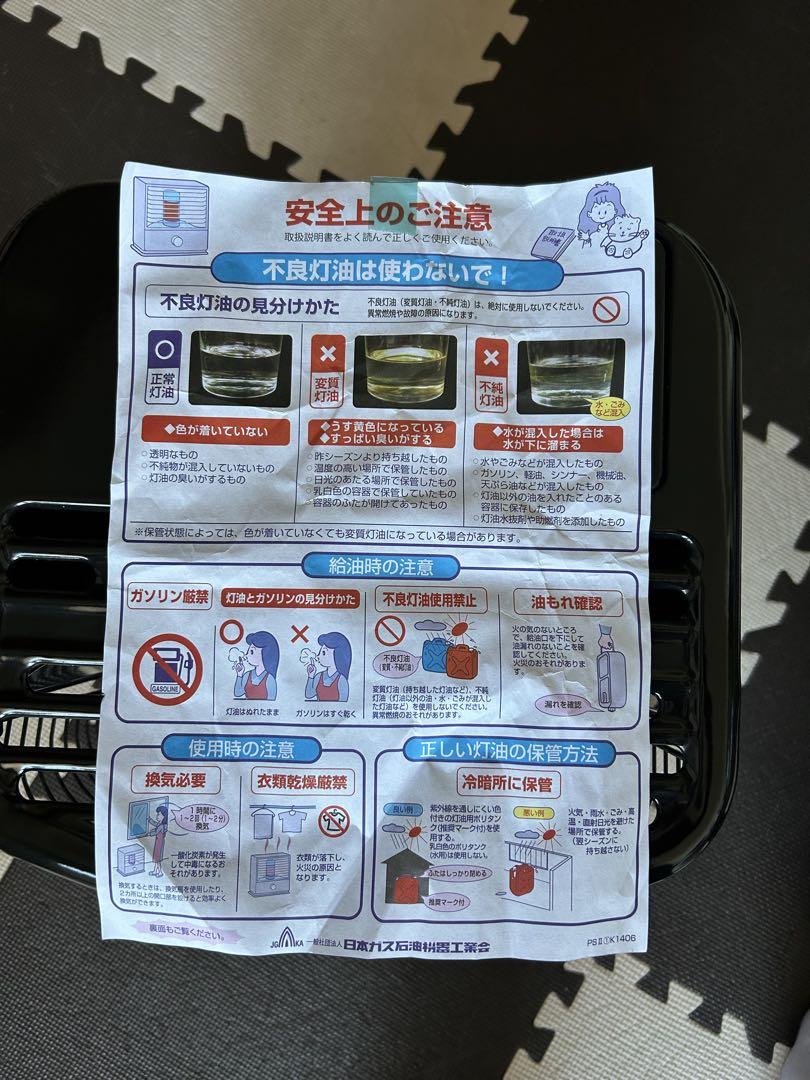 安全上のご注意
取扱説明書をよく読んで正しくご使用ください。
取扱
説明書
不良灯油は使わないで！
不良灯油の見分けかた
不良灯油（変質灯油・不純灯油）は、絶対に使用しないでください。
異常燃焼や故障の原因になります。
正常
灯油
◆色が着いていない
○透明なもの
○不純物が混入していないもの
○灯油の臭いがするもの
変質
灯油
◆うす黄色になっている
◆すっぱい臭いがする
○昨シーズンより持ち越したもの
○温度の高い場所で保管したもの
○日光のあたる場所で保管したもの
○乳白色の容器で保管していたもの
○容器のふたが開けてあったもの
不純
灯油
水・ごみ
など混入
◆水が混入した場合は
水が下に溜まる
○水やごみなどが混入したもの
○ガソリン、軽油、シンナー、機械油、
天ぷら油などが混入したもの
○灯油以外の油を入れたことのある
容器に保存したもの
○灯油水抜剤や助燃剤を添加したもの
※保管状態によっては、色が着いていなくても変質灯油になっている場合があります。
給油時の注意
ガソリン厳禁
GASOLINE
灯油とガソリンの見分けかた
灯油はぬれたまま
ガソリンはすぐ乾く
不良灯油使用禁止
不良灯油
(変質・不純灯油)
変質灯油（持ち越した灯油など）、不純
灯油（灯油以外の油・水・ごみが混入し
た灯油など）を使用しないでください。
異常燃焼のおそれがあります。
油もれ確認
火の気のないところ
で、給油口を下にして
油漏れのないことを確
認してください。
火災のおそれがありま
す。
漏れを確認
使用時の注意
換気必要
1時間に
1〜2回（1〜2分）
換気
一酸化炭素が発生
して中毒になるお
それがあります。
換気するときは、換気扇を使用したり、
2カ所以上の開口部を設けると効率よく
換気ができます。
衣類乾燥厳禁
衣類が落下し、
火災の原因と
なります。
正しい灯油の保管方法
冷暗所に保管
良い例
紫外線を通しにくい色
付きの灯油用ポリタン
ク（推奨マーク付）を使
用する。
乳白色のポリタンク
（水用）は使用しない。
ふたはしっかり閉める
推奨マーク付
悪い例
火気・雨水・ごみ・高
温・直射日光を避けた
場所で保管する。
（翌シーズンに
持ち越さない）
裏面もご覧ください。
JG KA 一般社団法人 日本ガス石油機器工業会
PSⅡ①K1406